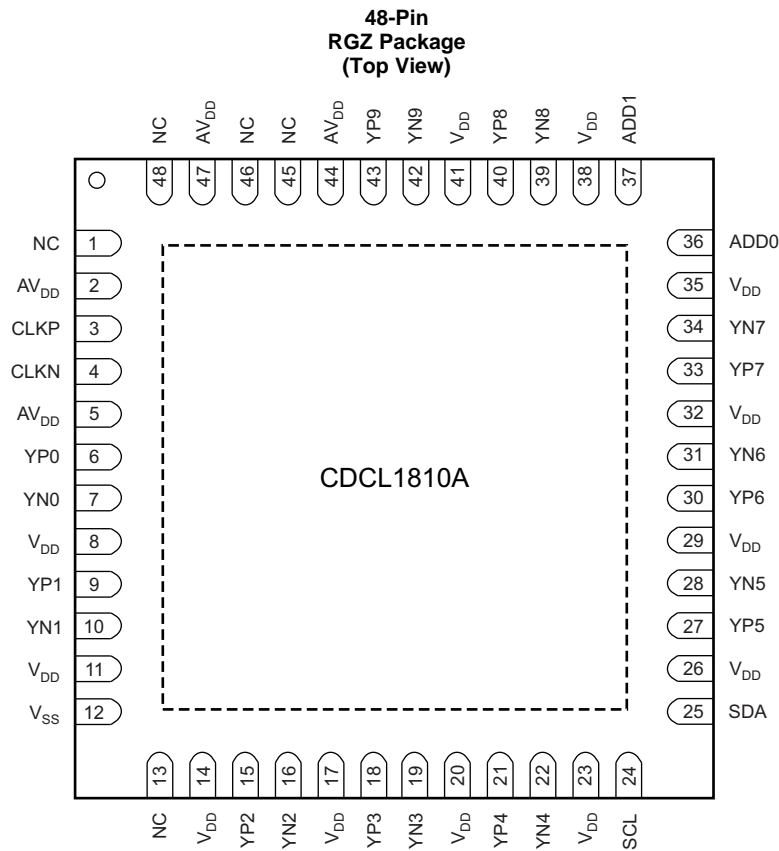 48-Pin
RGZ Package
(Top View)
NC AVDD NC NC AVDD YP9 YN9 VDD YP8 YN8 VDD ADD1
48 47 46 45 44 43 42 41 40 39 38 37
NC 1 36 ADD0
AVDD 2 35 VDD
CLKP 3 34 YN7
CLKN 4 33 YP7
AVDD 5 32 VDD
YP0 6 31 YN6
YN0 7 30 YP6
VDD 8 29 VDD
YP1 9 28 YN5
YN1 10 27 YP5
VDD 11 26 VDD
VSS 12 25 SDA
CDCL1810A
13 14 15 16 17 18 19 20 21 22 23 24
NC VDD YP2 YN2 VDD YP3 YN3 VDD YP4 YN4 VDD SCL